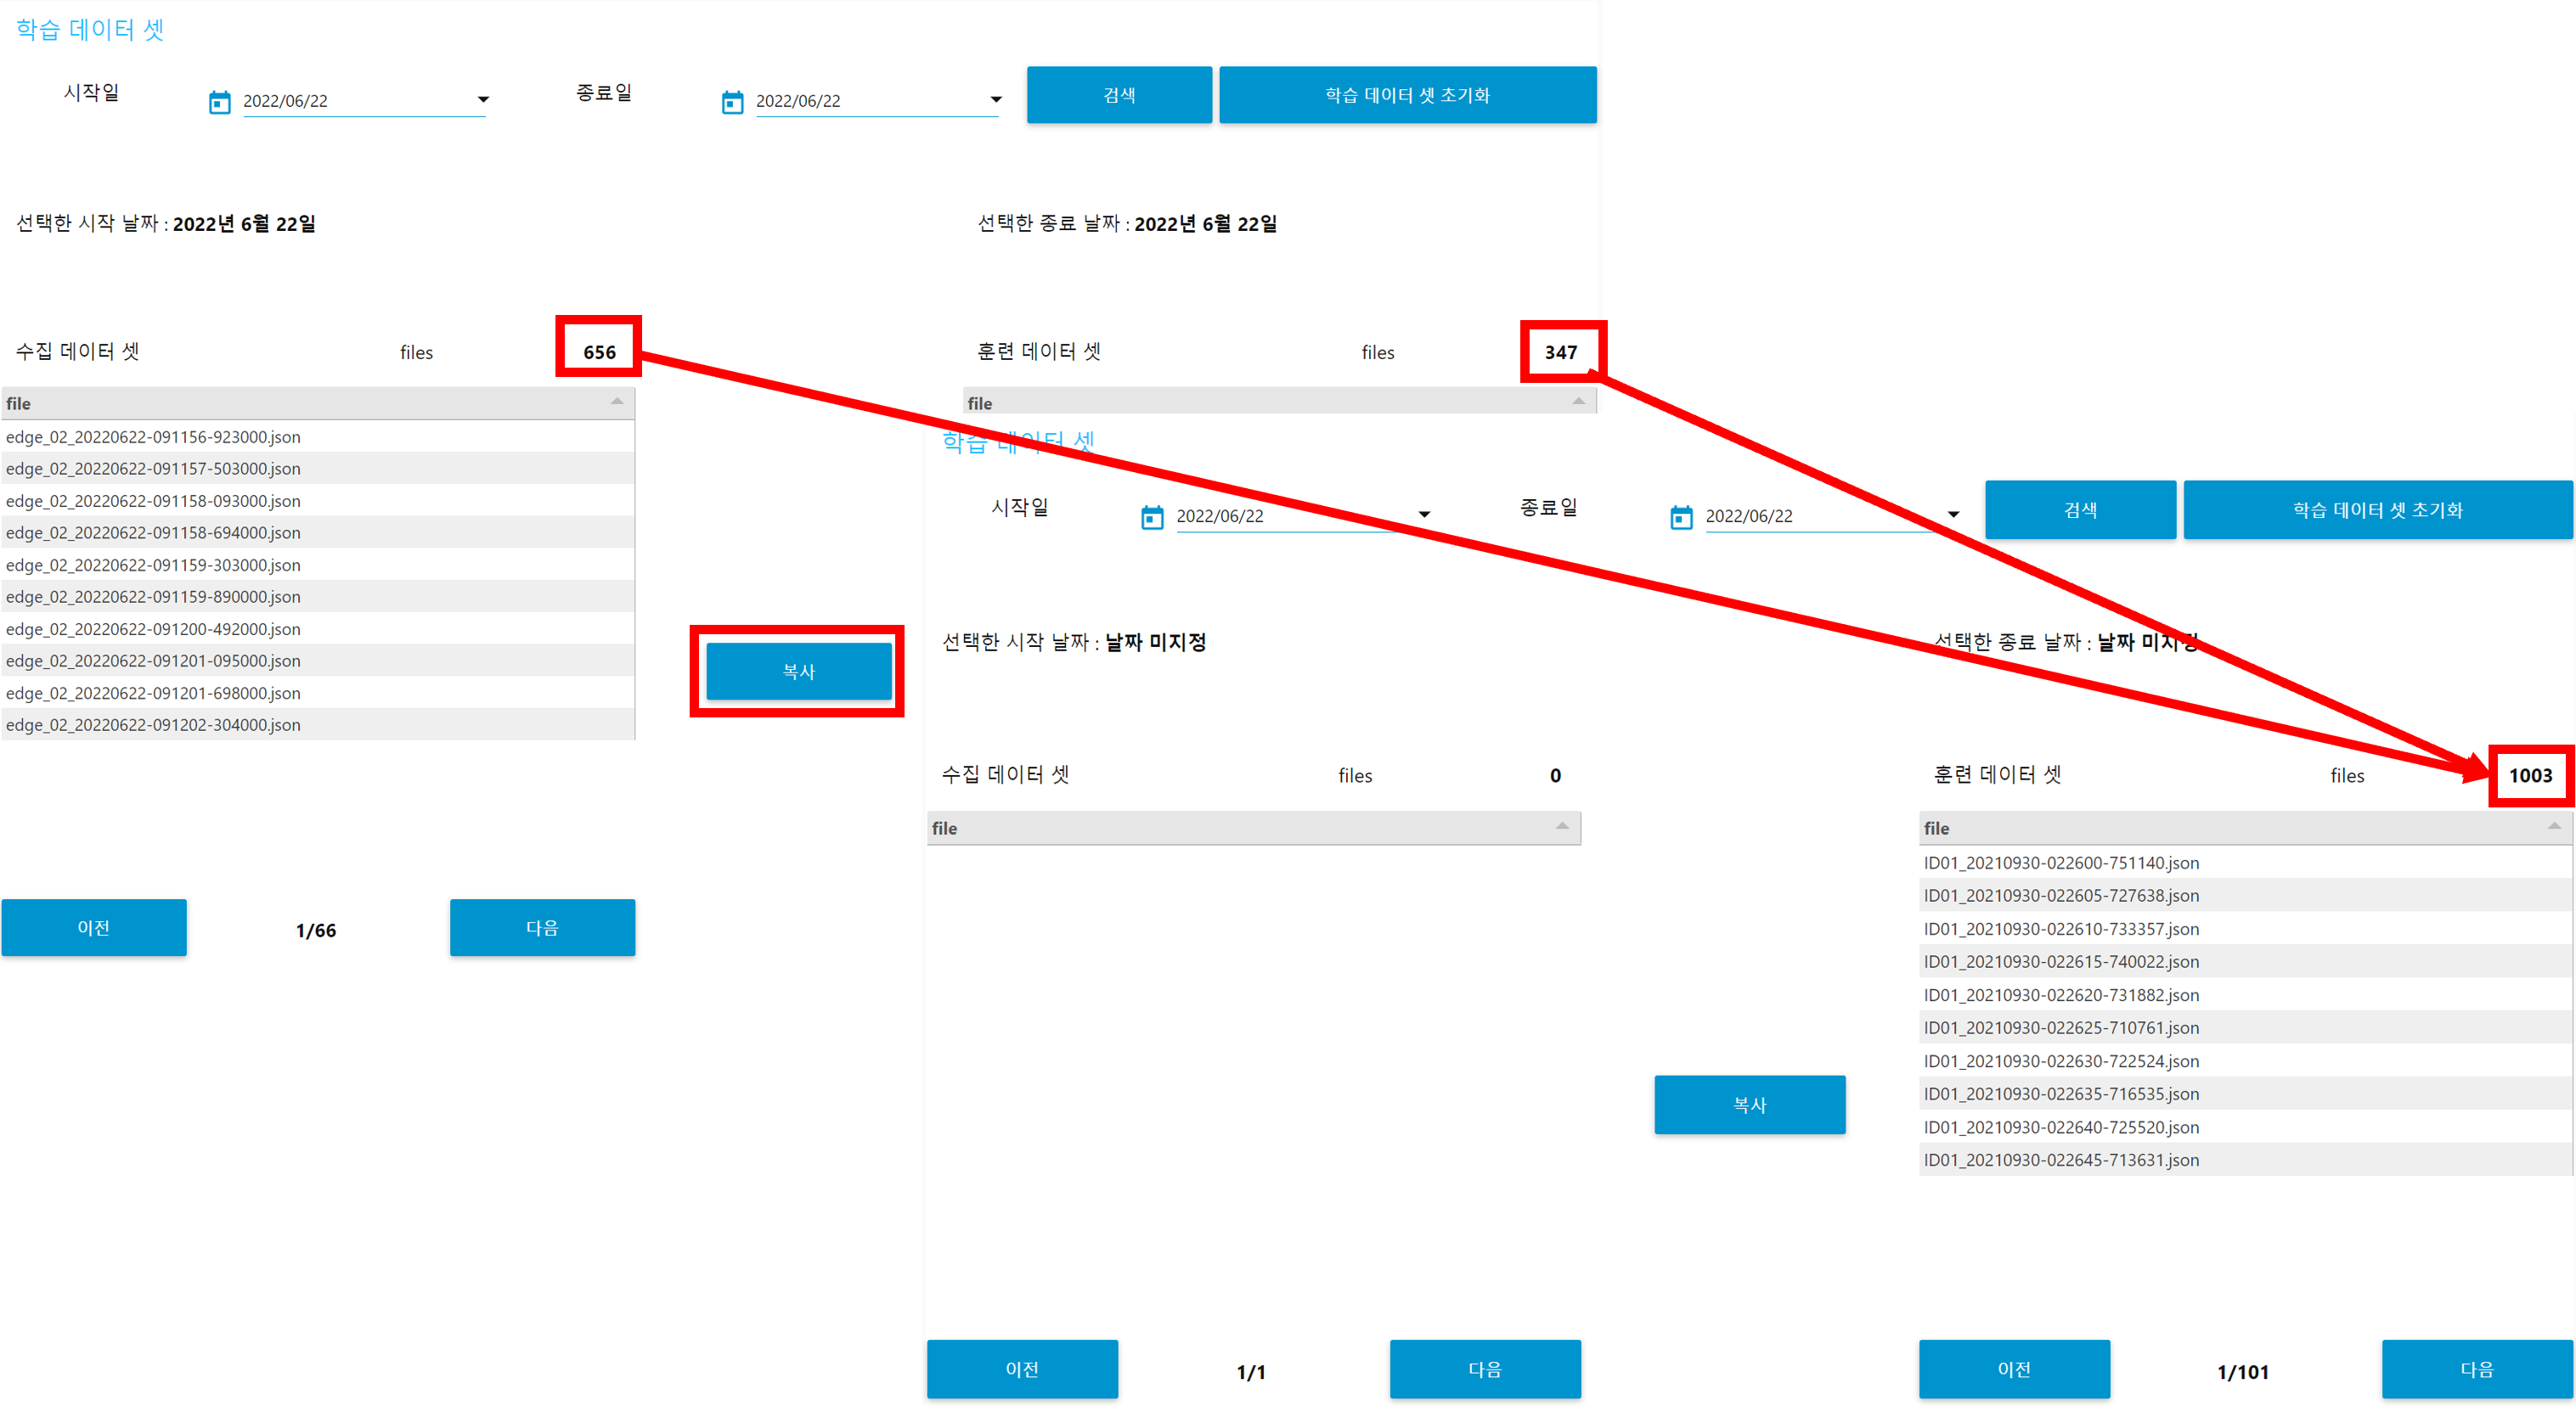 학습 데이터 셋
시작일
2022/06/22
종료일
2022/06/22
검색
학습 데이터 셋 초기화
선택한 시작 날짜 : 2022년 6월 22일
선택한 종료 날짜 : 2022년 6월 22일
수집 데이터 셋
files
656
훈련 데이터 셋
files
347
file
edge_02_20220622-091156-923000.json
edge_02_20220622-091157-503000.json
edge_02_20220622-091158-093000.json
edge_02_20220622-091158-694000.json
edge_02_20220622-091159-303000.json
edge_02_20220622-091159-890000.json
edge_02_20220622-091200-492000.json
edge_02_20220622-091201-095000.json
edge_02_20220622-091201-698000.json
edge_02_20220622-091202-304000.json
file
복사
이전
1/66
다음
학습 데이터 셋
시작일
2022/06/22
종료일
2022/06/22
검색
학습 데이터 셋 초기화
선택한 시작 날짜 : 날짜 미지정
선택한 종료 날짜 : 날짜 미지정
수집 데이터 셋
files
0
훈련 데이터 셋
files
1003
file
file
ID01_20210930-022600-751140.json
ID01_20210930-022605-727638.json
ID01_20210930-022610-733357.json
ID01_20210930-022615-740022.json
ID01_20210930-022620-731882.json
ID01_20210930-022625-710761.json
ID01_20210930-022630-722524.json
ID01_20210930-022635-716535.json
ID01_20210930-022640-725520.json
ID01_20210930-022645-713631.json
복사
이전
1/1
다음
이전
1/101
다음